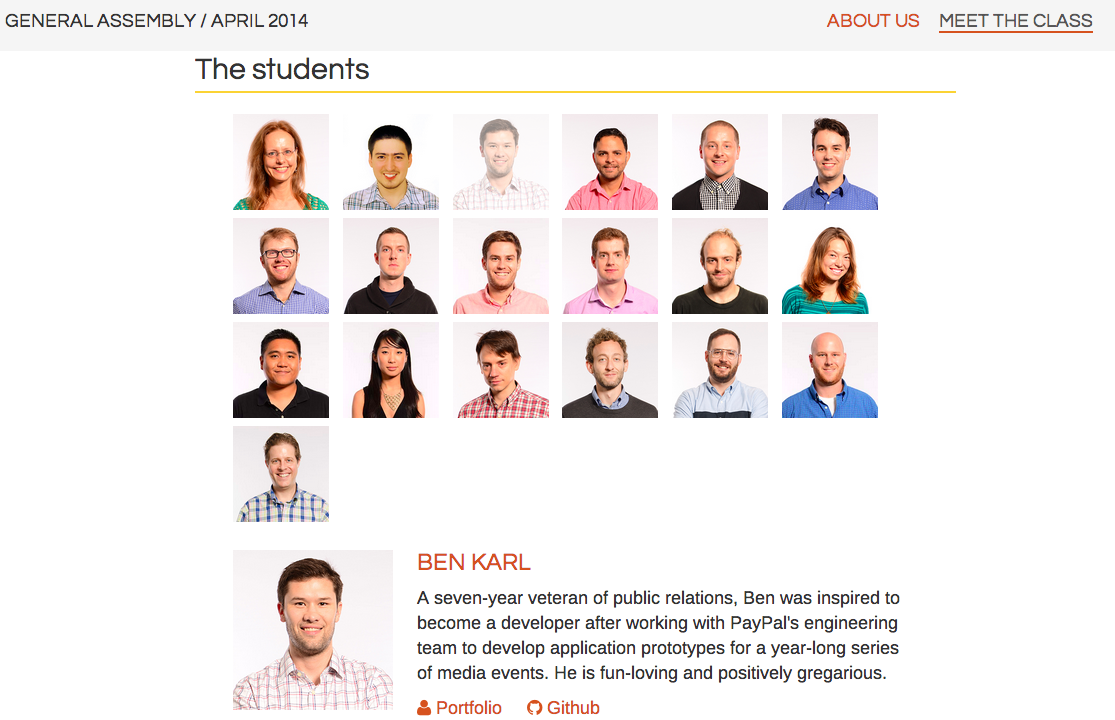 GENERAL ASSEMBLY / APRIL 2014
ABOUT US
MEET THE CLASS
The students
BEN KARL
A seven-year veteran of public relations, Ben was inspired to
become a developer after working with PayPal's engineering
team to develop application prototypes for a year-long series
of media events. He is fun-loving and positively gregarious.
Portfolio
Github